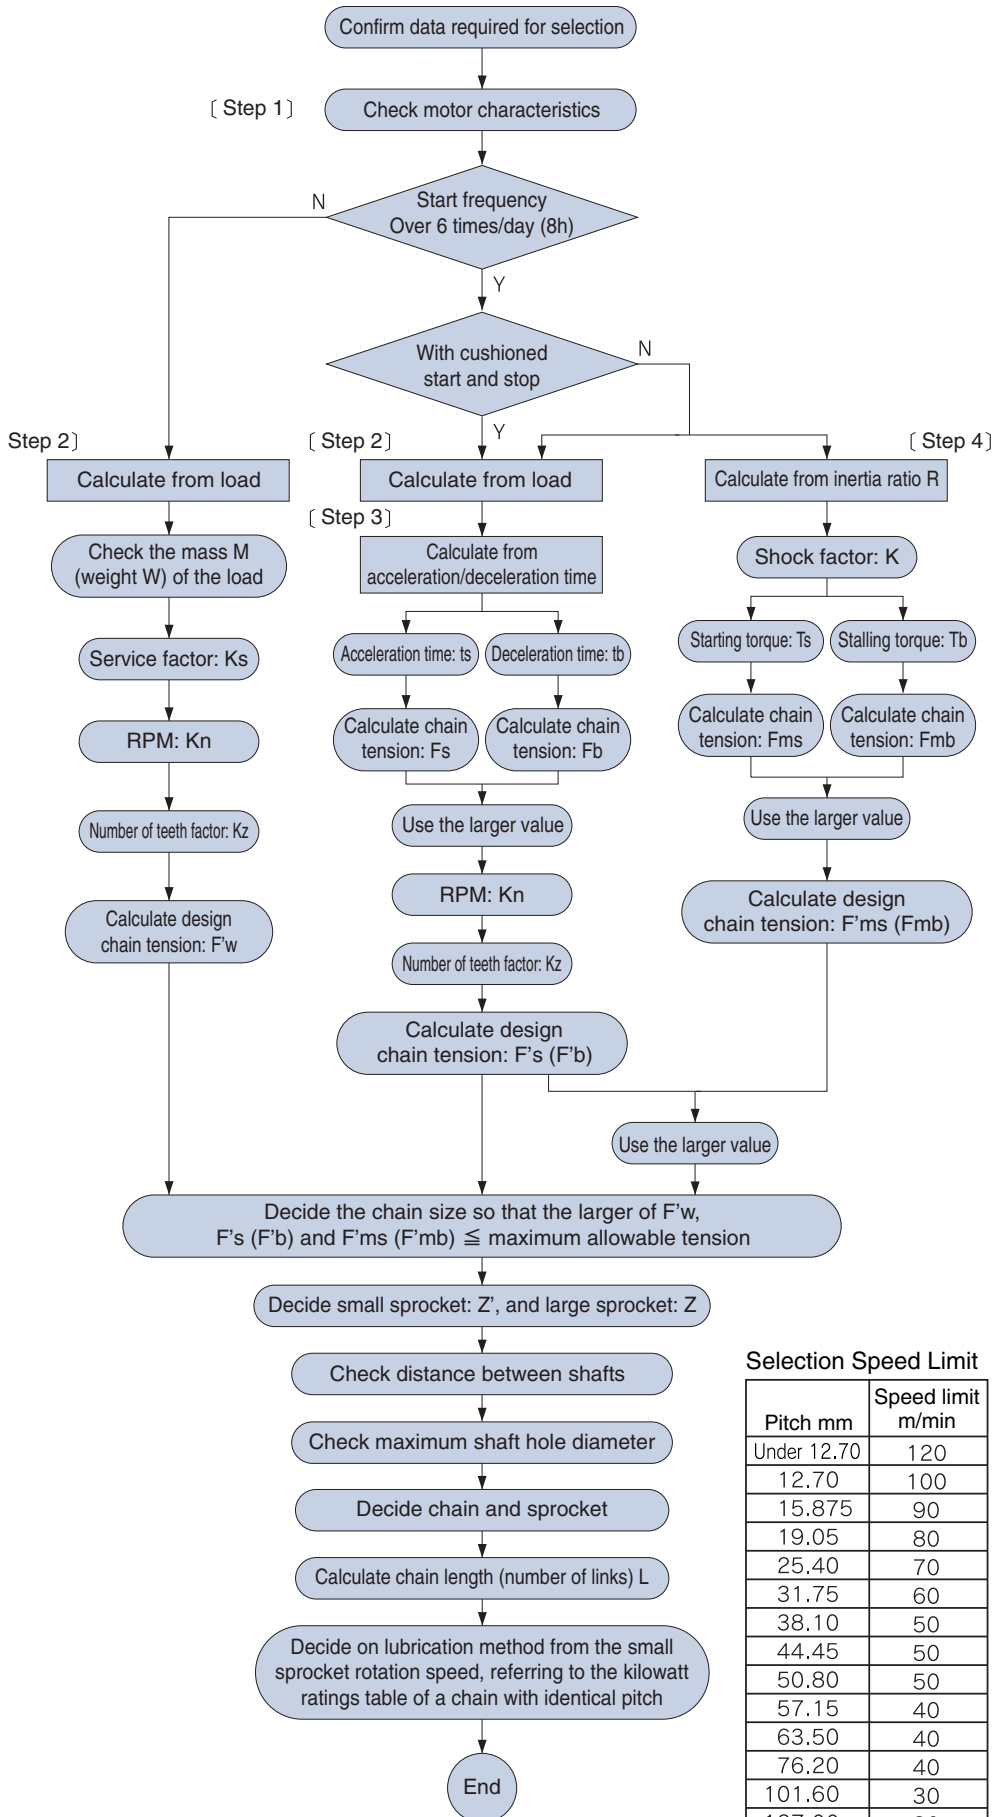 Confirm data required for selection
〔 Step 1〕
Check motor characteristics
Start frequency
Over 6 times/day (8h)
N
Y
With cushioned
start and stop
N
Y
Step 2〕
Calculate from load
Check the mass M
(weight W) of the load
Service factor: Ks
RPM: Kn
Number of teeth factor: Kz
Calculate design
chain tension: F'w
〔 Step 2〕
Calculate from load
〔 Step 3〕
Calculate from
acceleration/deceleration time
Acceleration time: ts
Deceleration time: tb
Calculate chain
tension: Fs
Calculate chain
tension: Fb
Use the larger value
RPM: Kn
Number of teeth factor: Kz
Calculate design
chain tension: F's (F'b)
〔 Step 4〕
Calculate from inertia ratio R
Shock factor: K
Starting torque: Ts
Stalling torque: Tb
Calculate chain
tension: Fms
Calculate chain
tension: Fmb
Use the larger value
Calculate design
chain tension: F'ms (Fmb)
Use the larger value
Decide the chain size so that the larger of F'w,
F's (F'b) and F'ms (F'mb) ≦ maximum allowable tension
Decide small sprocket: Z', and large sprocket: Z
Check distance between shafts
Check maximum shaft hole diameter
Decide chain and sprocket
Calculate chain length (number of links) L
Decide on lubrication method from the small
sprocket rotation speed, referring to the kilowatt
ratings table of a chain with identical pitch
End
Selection Speed Limit
Pitch mm Speed limit
m/min
Under 12.70 120
12.70 100
15.875 90
19.05 80
25.40 70
31.75 60
38.10 50
44.45 50
50.80 50
57.15 40
63.50 40
76.20 40
101.60 30